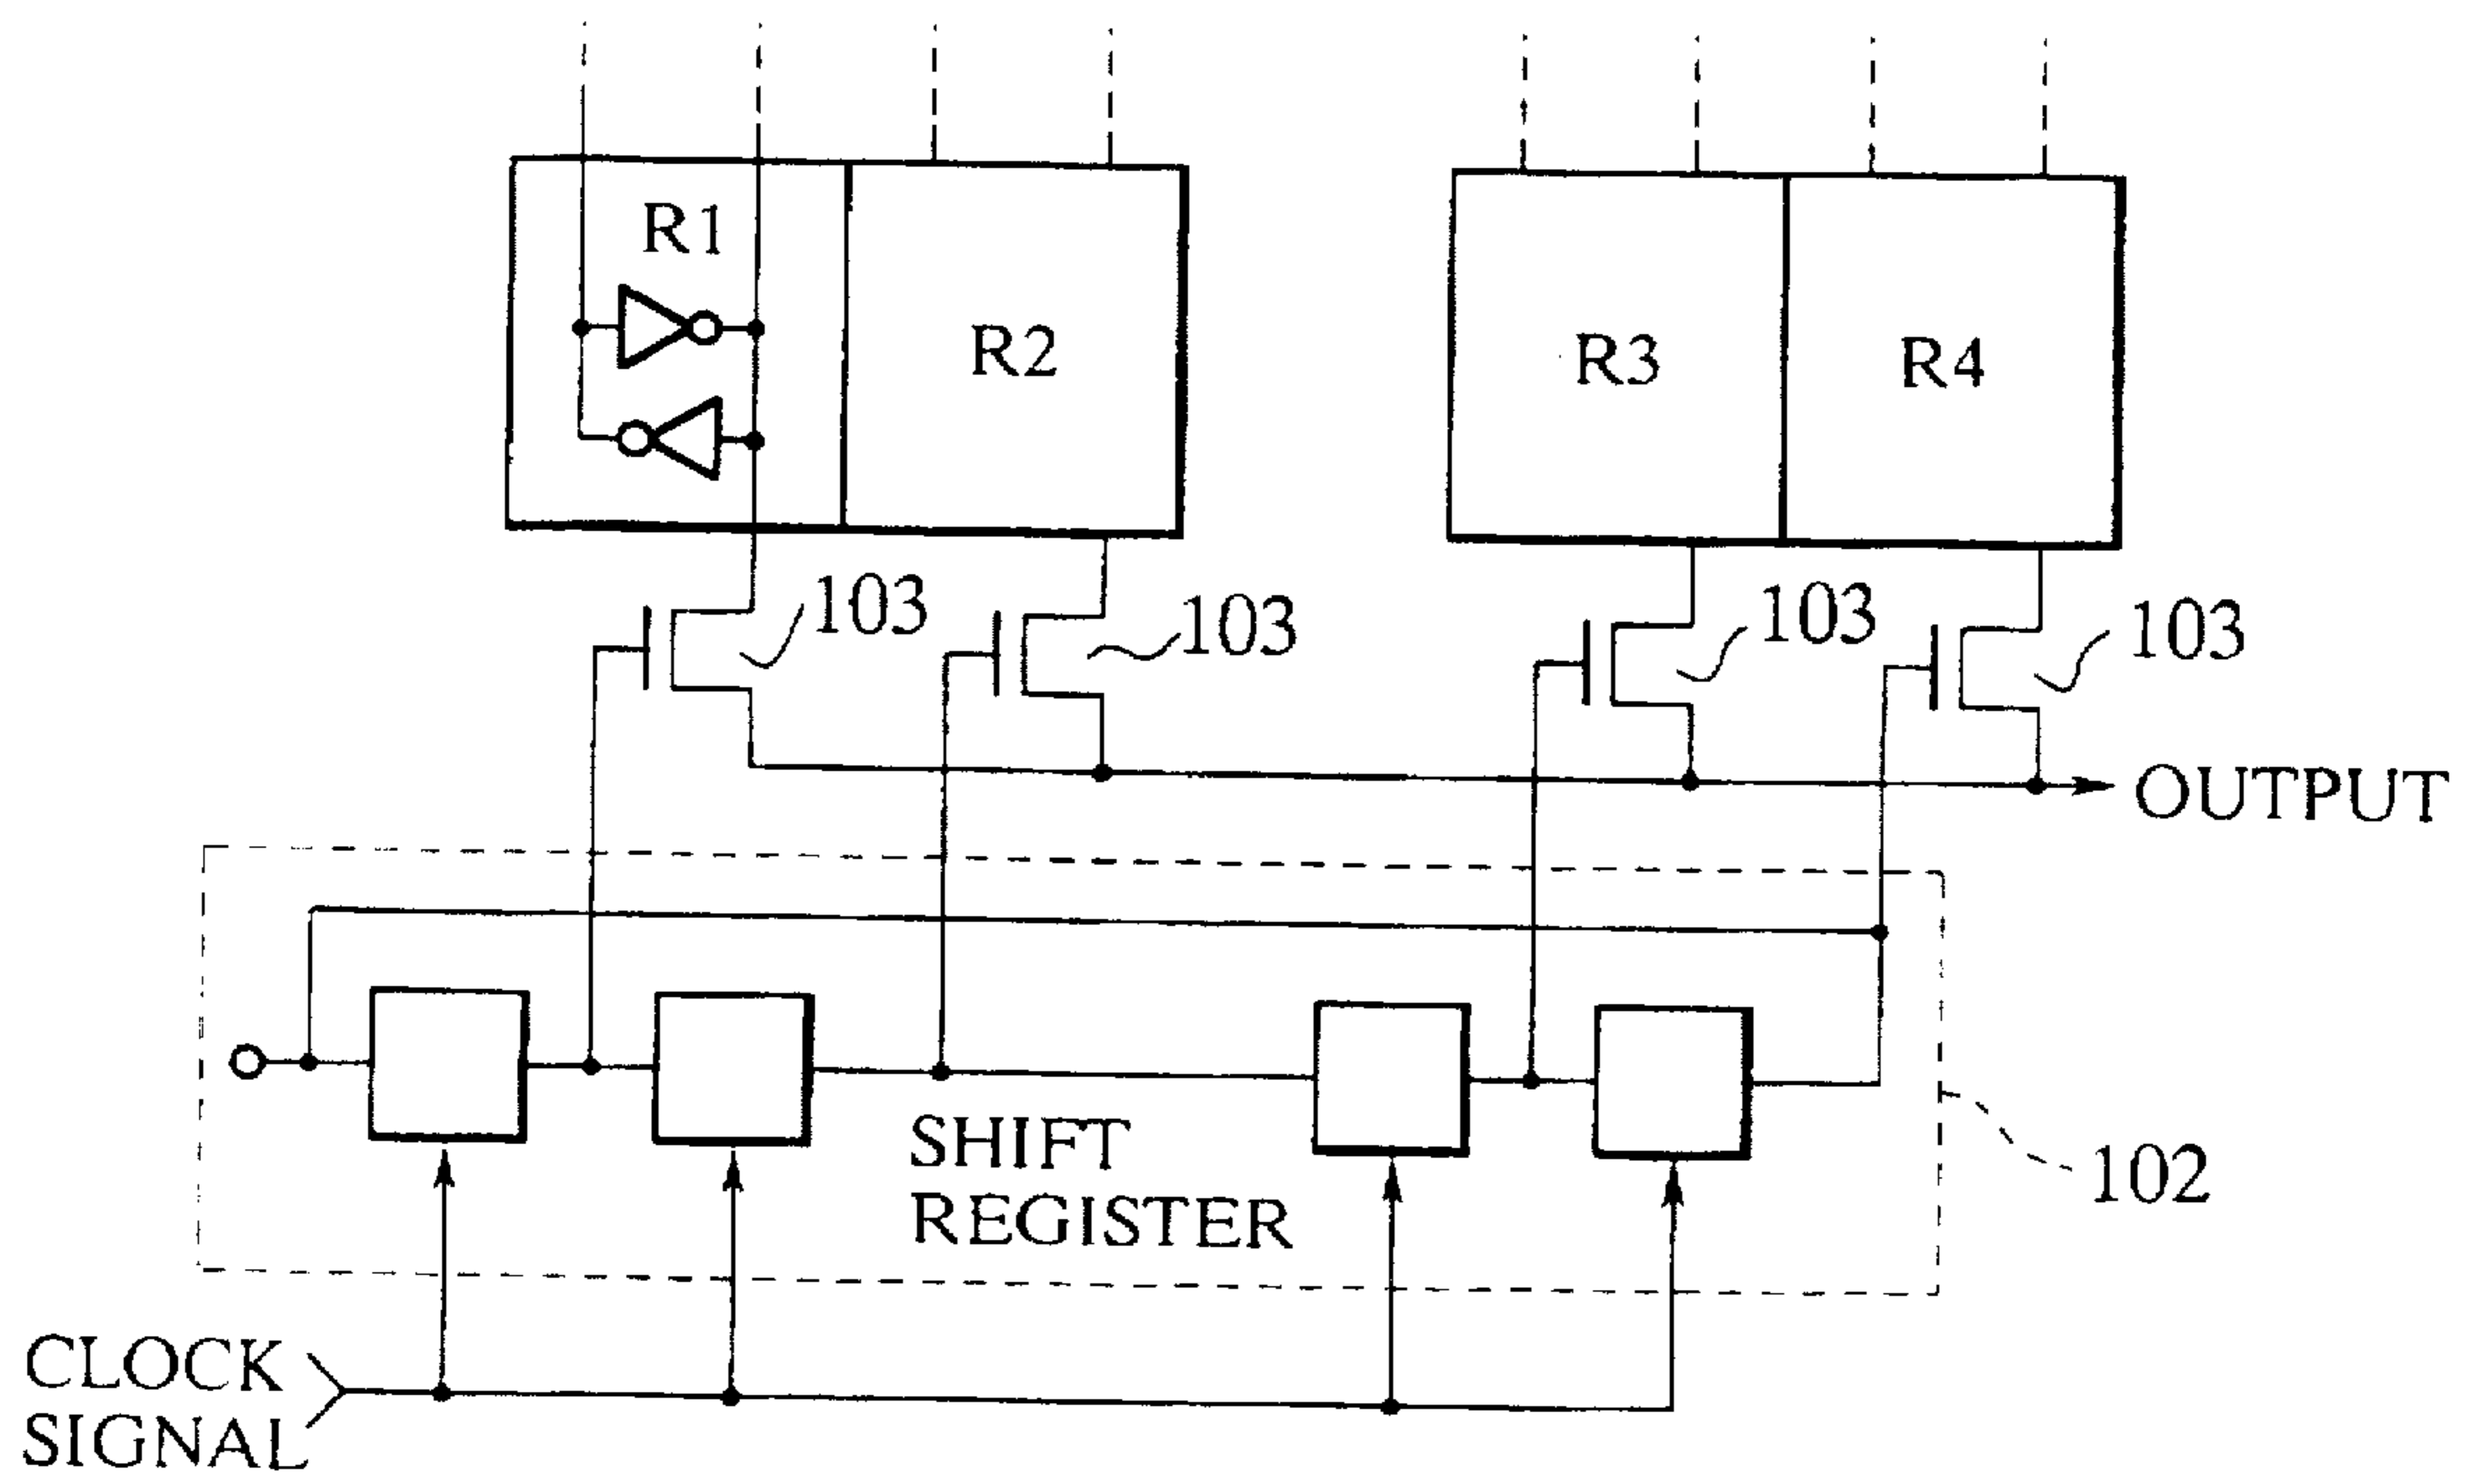 R1
R2
R3
R4
103
103
103
103
OUTPUT
SHIFT
REGISTER
102
CLOCK
SIGNAL